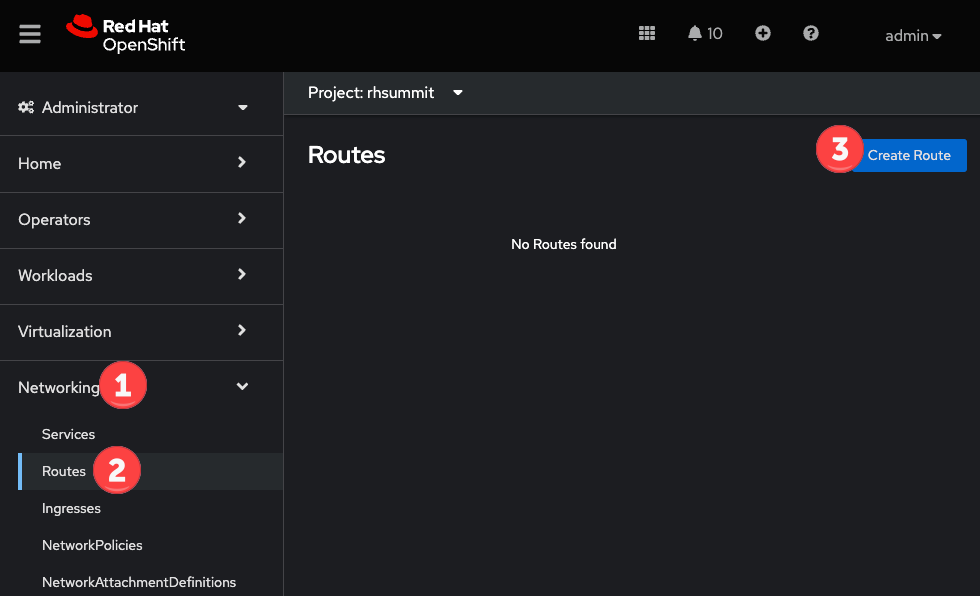 Red Hat
OpenShift
10
admin
Administrator
Project: rhsummit
Home
Routes
3
Create Route
Operators
No Routes found
Workloads
Virtualization
Networking
1
Services
Routes
2
Ingresses
NetworkPolicies
NetworkAttachmentDefinitions